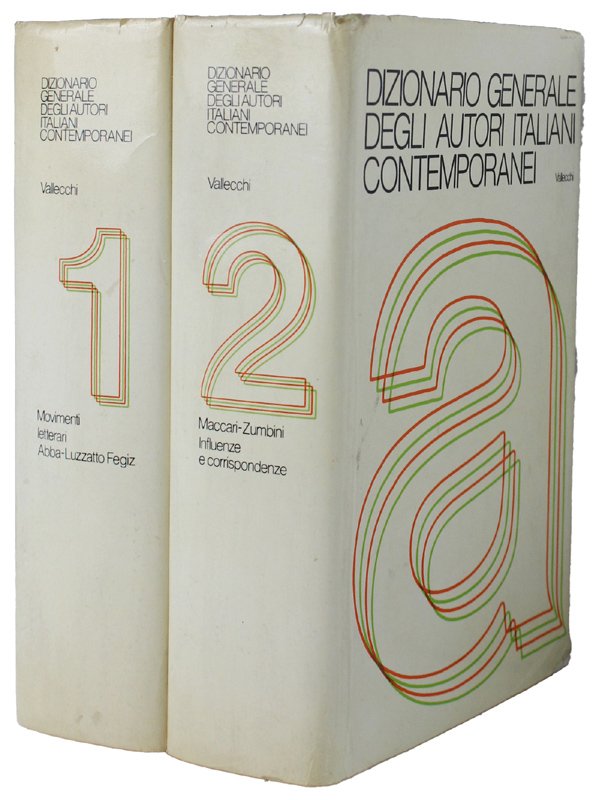 DIZIONARIO
GENERALE
DEGLI AUTORI
ITALIANI
CONTEMPORANEI
Vallecchi
1
Movimenti
letterari
Abba-Luzzatto Fegiz
DIZIONARIO
GENERALE
DEGLI AUTORI
ITALIANI
CONTEMPORANEI
Vallecchi
2
Maccari-Zumbini
Influenze
e corrispondenze
DIZIONARIO GENERALE
DEGLI AUTORI ITALIANI
CONTEMPORANEI Vallecchi
a